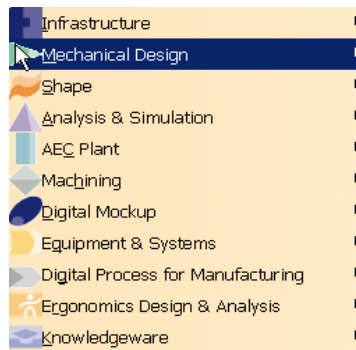 Infrastructure
Mechanical Design
Shape
Analysis & Simulation
AEC Plant
Machining
Digital Mockup
Equipment & Systems
Digital Process for Manufacturing
Ergonomics Design & Analysis
Knowledgeware